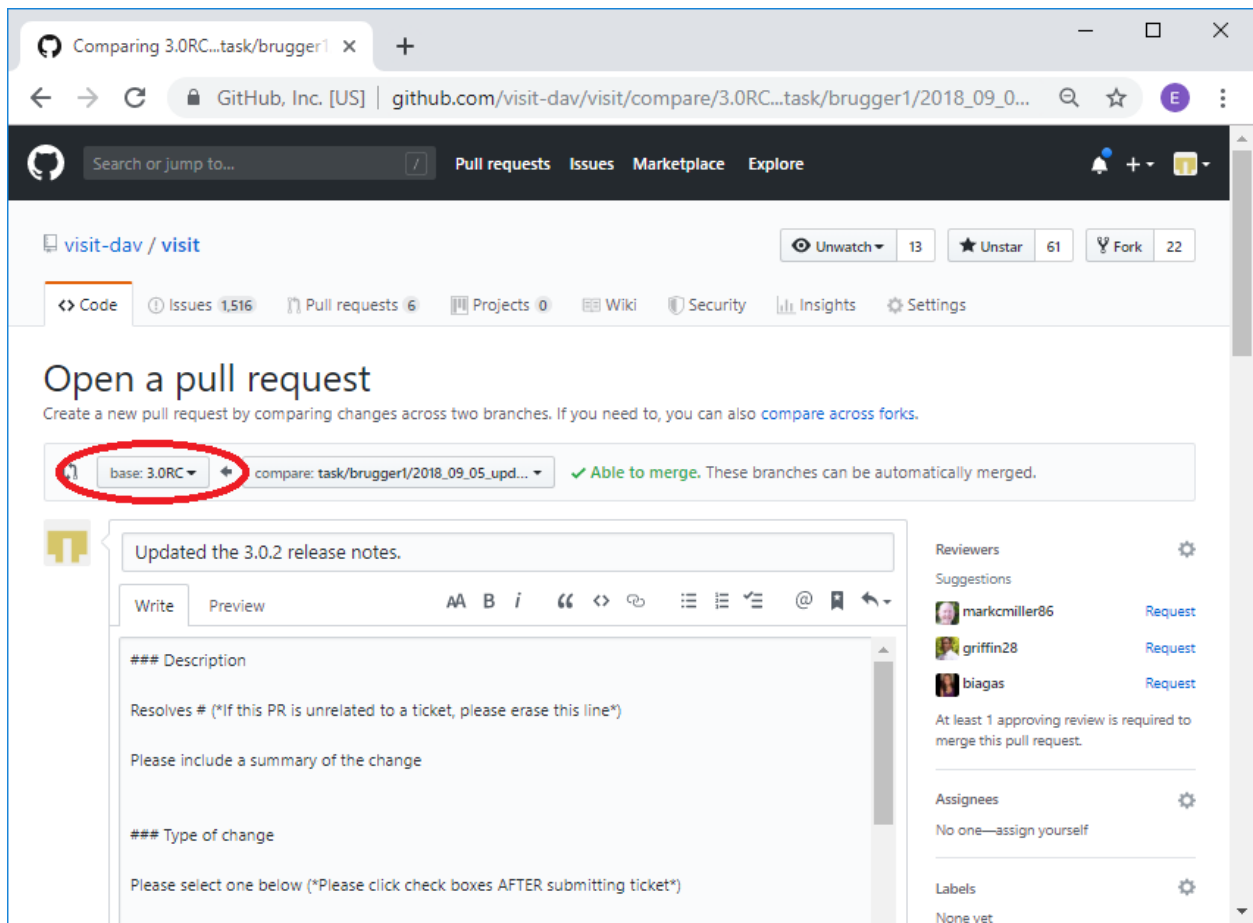 Comparing 3.0RC...task/brugger1
GitHub, Inc. [US] github.com/visit-dav/visit/compare/3.0RC...task/brugger1/2018_09_0... E
Search or jump to... / Pull requests Issues Marketplace Explore
visit-dav / visit Unwatch 13 Unstar 61 Fork 22
Code Issues 1,516 Pull requests 6 Projects 0 Wiki Security Insights Settings
Open a pull request
Create a new pull request by comparing changes across two branches. If you need to, you can also compare across forks.
base: 3.0RC compare: task/brugger1/2018_09_05_upd... Able to merge. These branches can be automatically merged.
Updated the 3.0.2 release notes.
Write Preview AA B i
### Description
Resolves # (*If this PR is unrelated to a ticket, please erase this line*)
Please include a summary of the change
### Type of change
Please select one below (*Please click check boxes AFTER submitting ticket*)
Reviewers
Suggestions
markcmiller86 Request
griffin28 Request
biagas Request
At least 1 approving review is required to
merge this pull request.
Assignees
No one—assign yourself
Labels
None yet